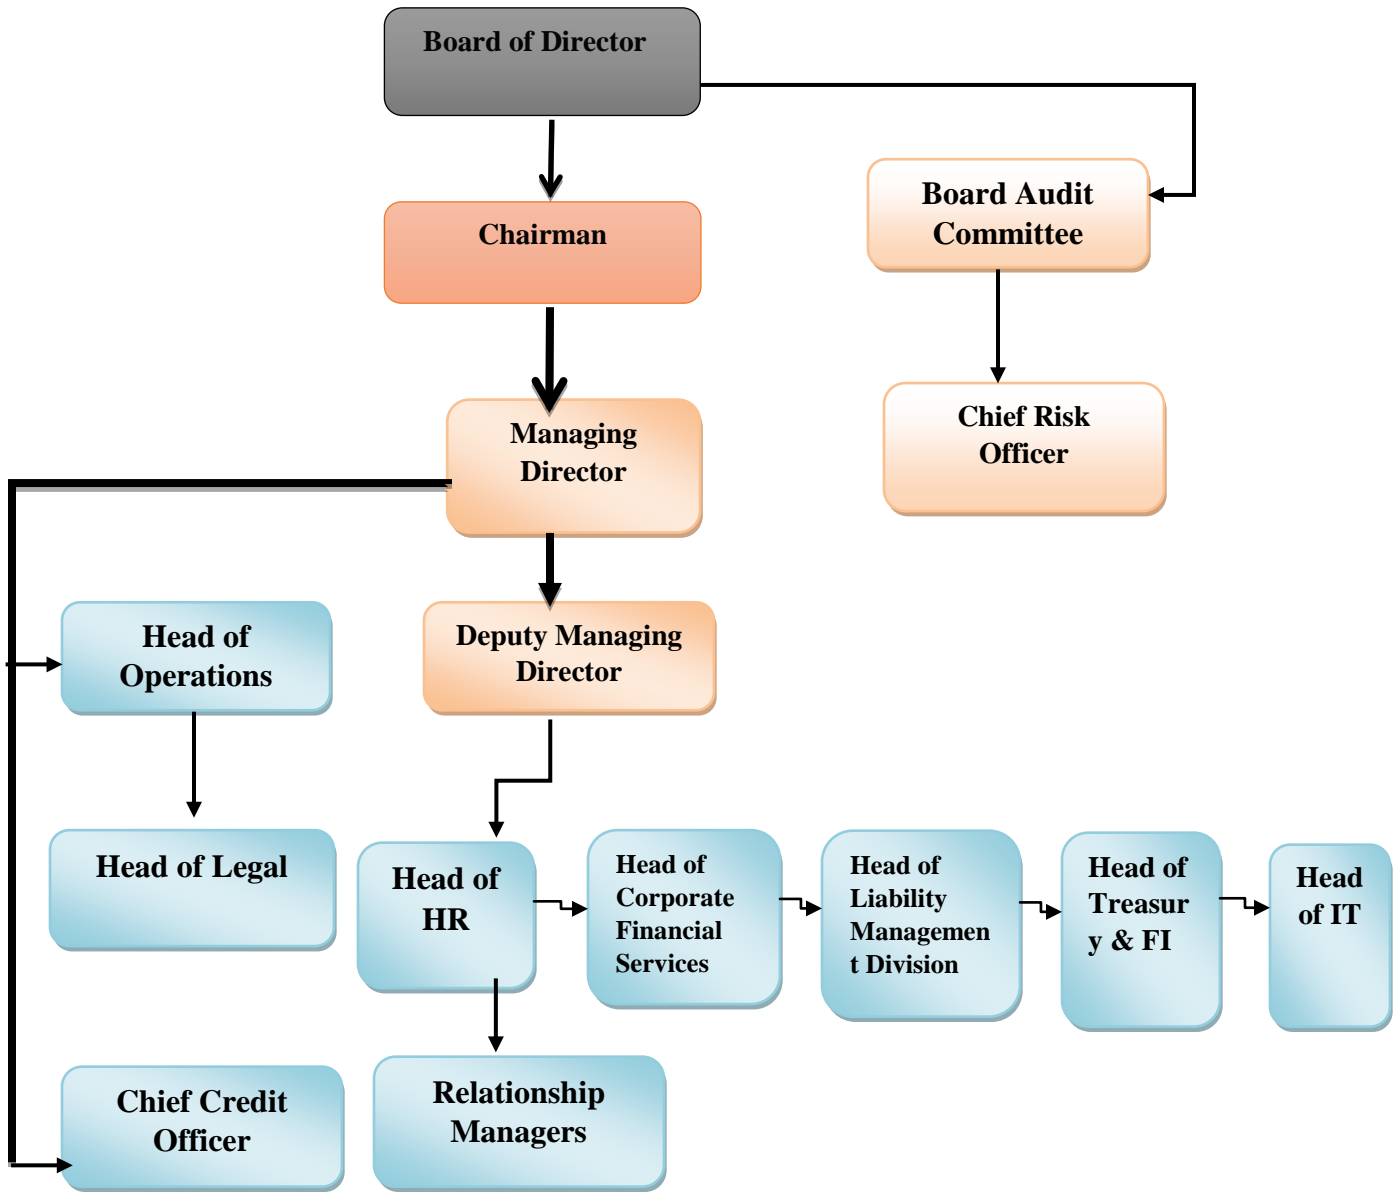 Board of Director
Board Audit
Committee
Chairman
Chief Risk
Officer
Managing
Director
Head of
Operations
Deputy Managing
Director
Head of Legal
Head of
HR
Head of
Corporate
Financial
Services
Head of
Liability
Managemen
t Division
Head of
Treasur
y & FI
Head
of IT
Chief Credit
Officer
Relationship
Managers